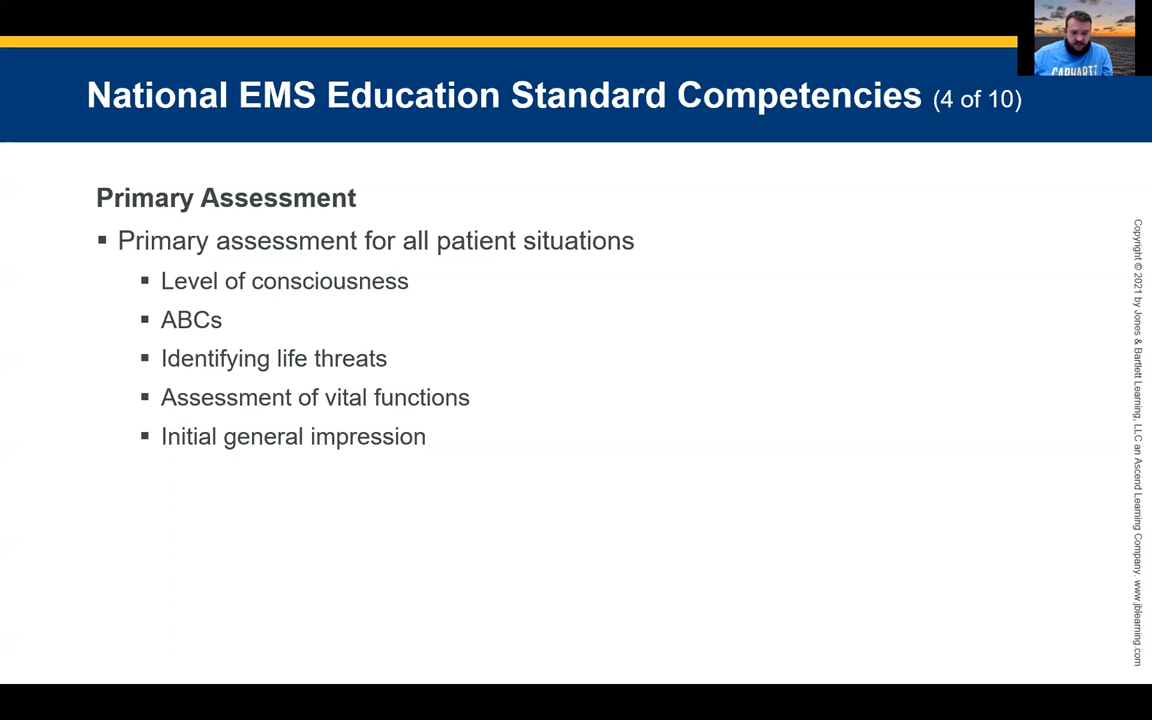 National EMS Education Standard Competencies (4 of 10)
CARHARTT
Primary Assessment
▪ Primary assessment for all patient situations
▪ Level of consciousness
▪ ABCs
▪ Identifying life threats
▪ Assessment of vital functions
▪ Initial general impression
Copyright © 2021 by Jones & Bartlett Learning, LLC an Ascend Learning Company. www.jblearning.com